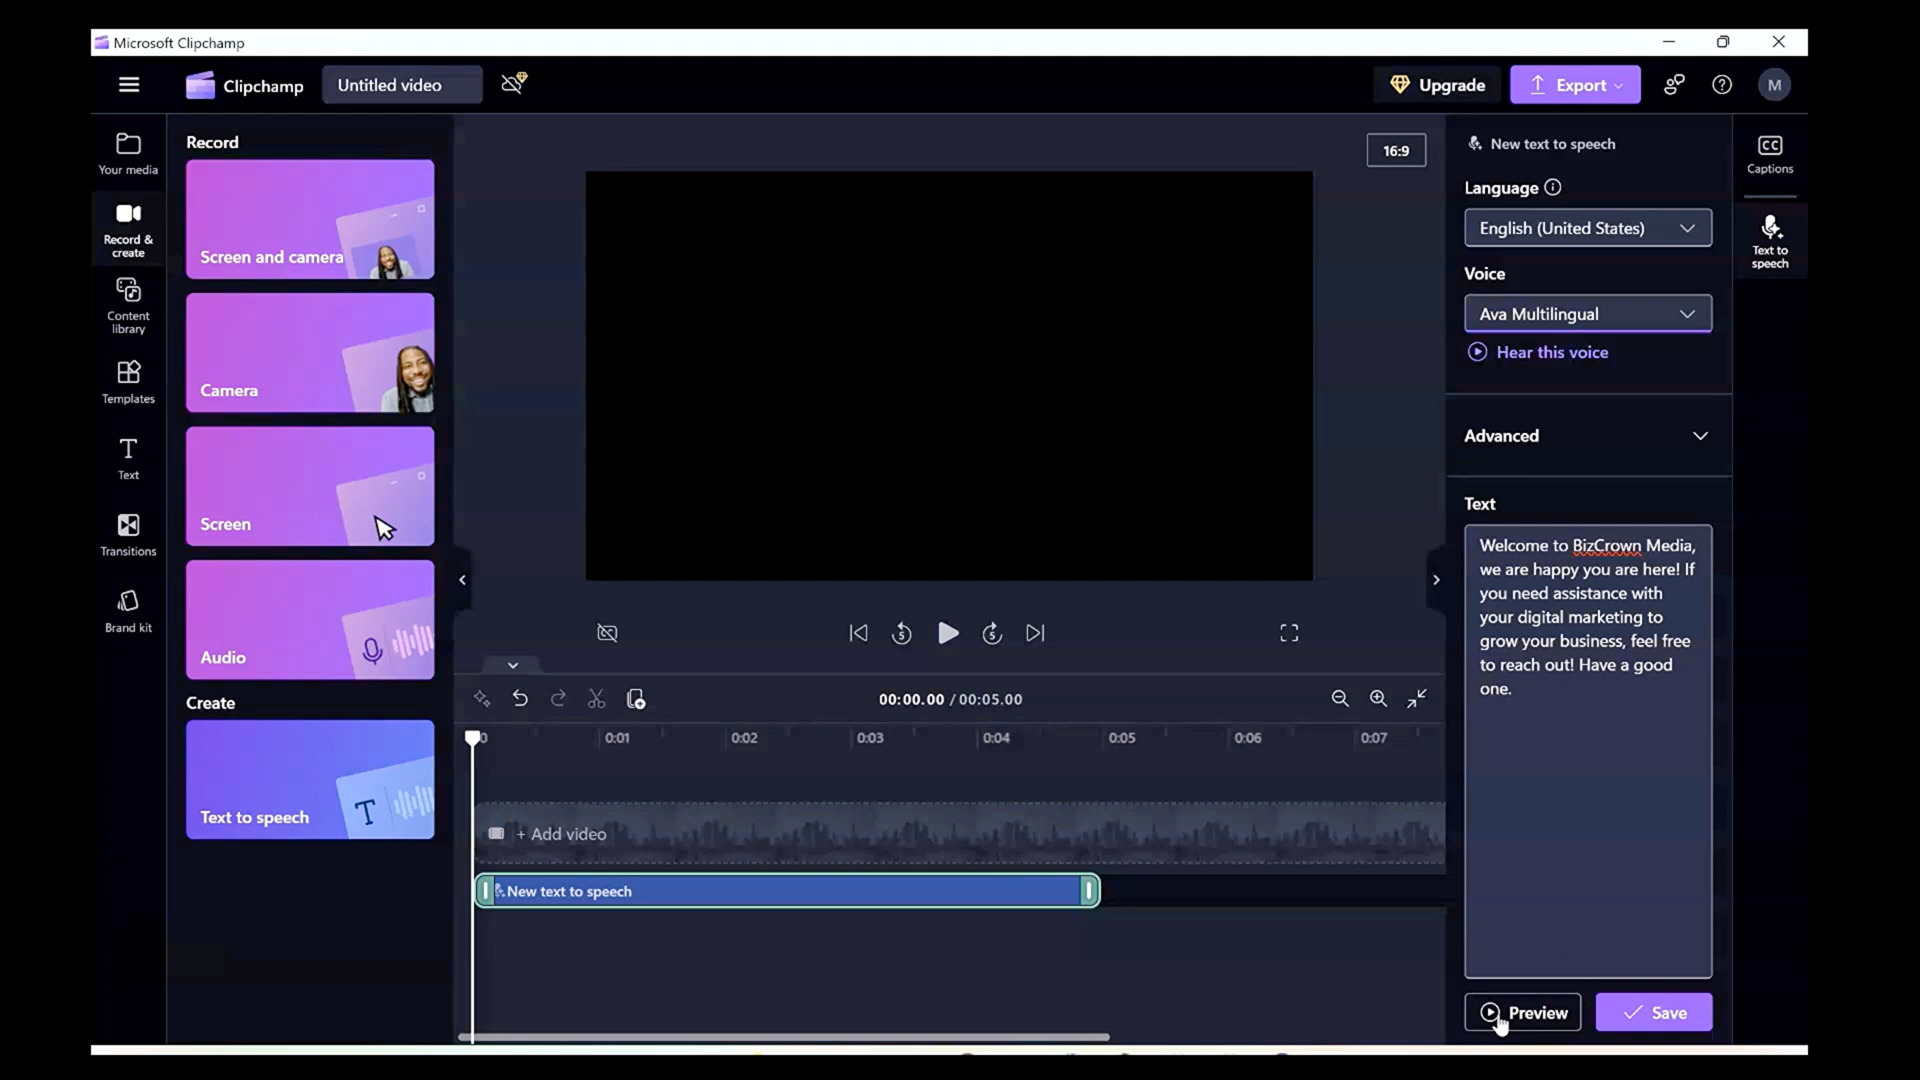 Microsoft Clipchamp
Clipchamp
Untitled video
Upgrade
Export
M
Your media
Record &
create
Content
library
Templates
Text
Transitions
Brand kit
Record
Screen and camera
Camera
Screen
Audio
Create
Text to speech
T
16:9
5
5
00:00.00 / 00:05.00
0
0:01
0:02
0:03
0:04
0:05
0:06
0:07
+ Add video
New text to speech
New text to speech
Language
English (United States)
Voice
Ava Multilingual
Hear this voice
Advanced
Text
Welcome to BizCrown Media,
we are happy you are here! If
you need assistance with
your digital marketing to
grow your business, feel free
to reach out! Have a good
one.
Preview
Save
CC
Captions
Text to
speech